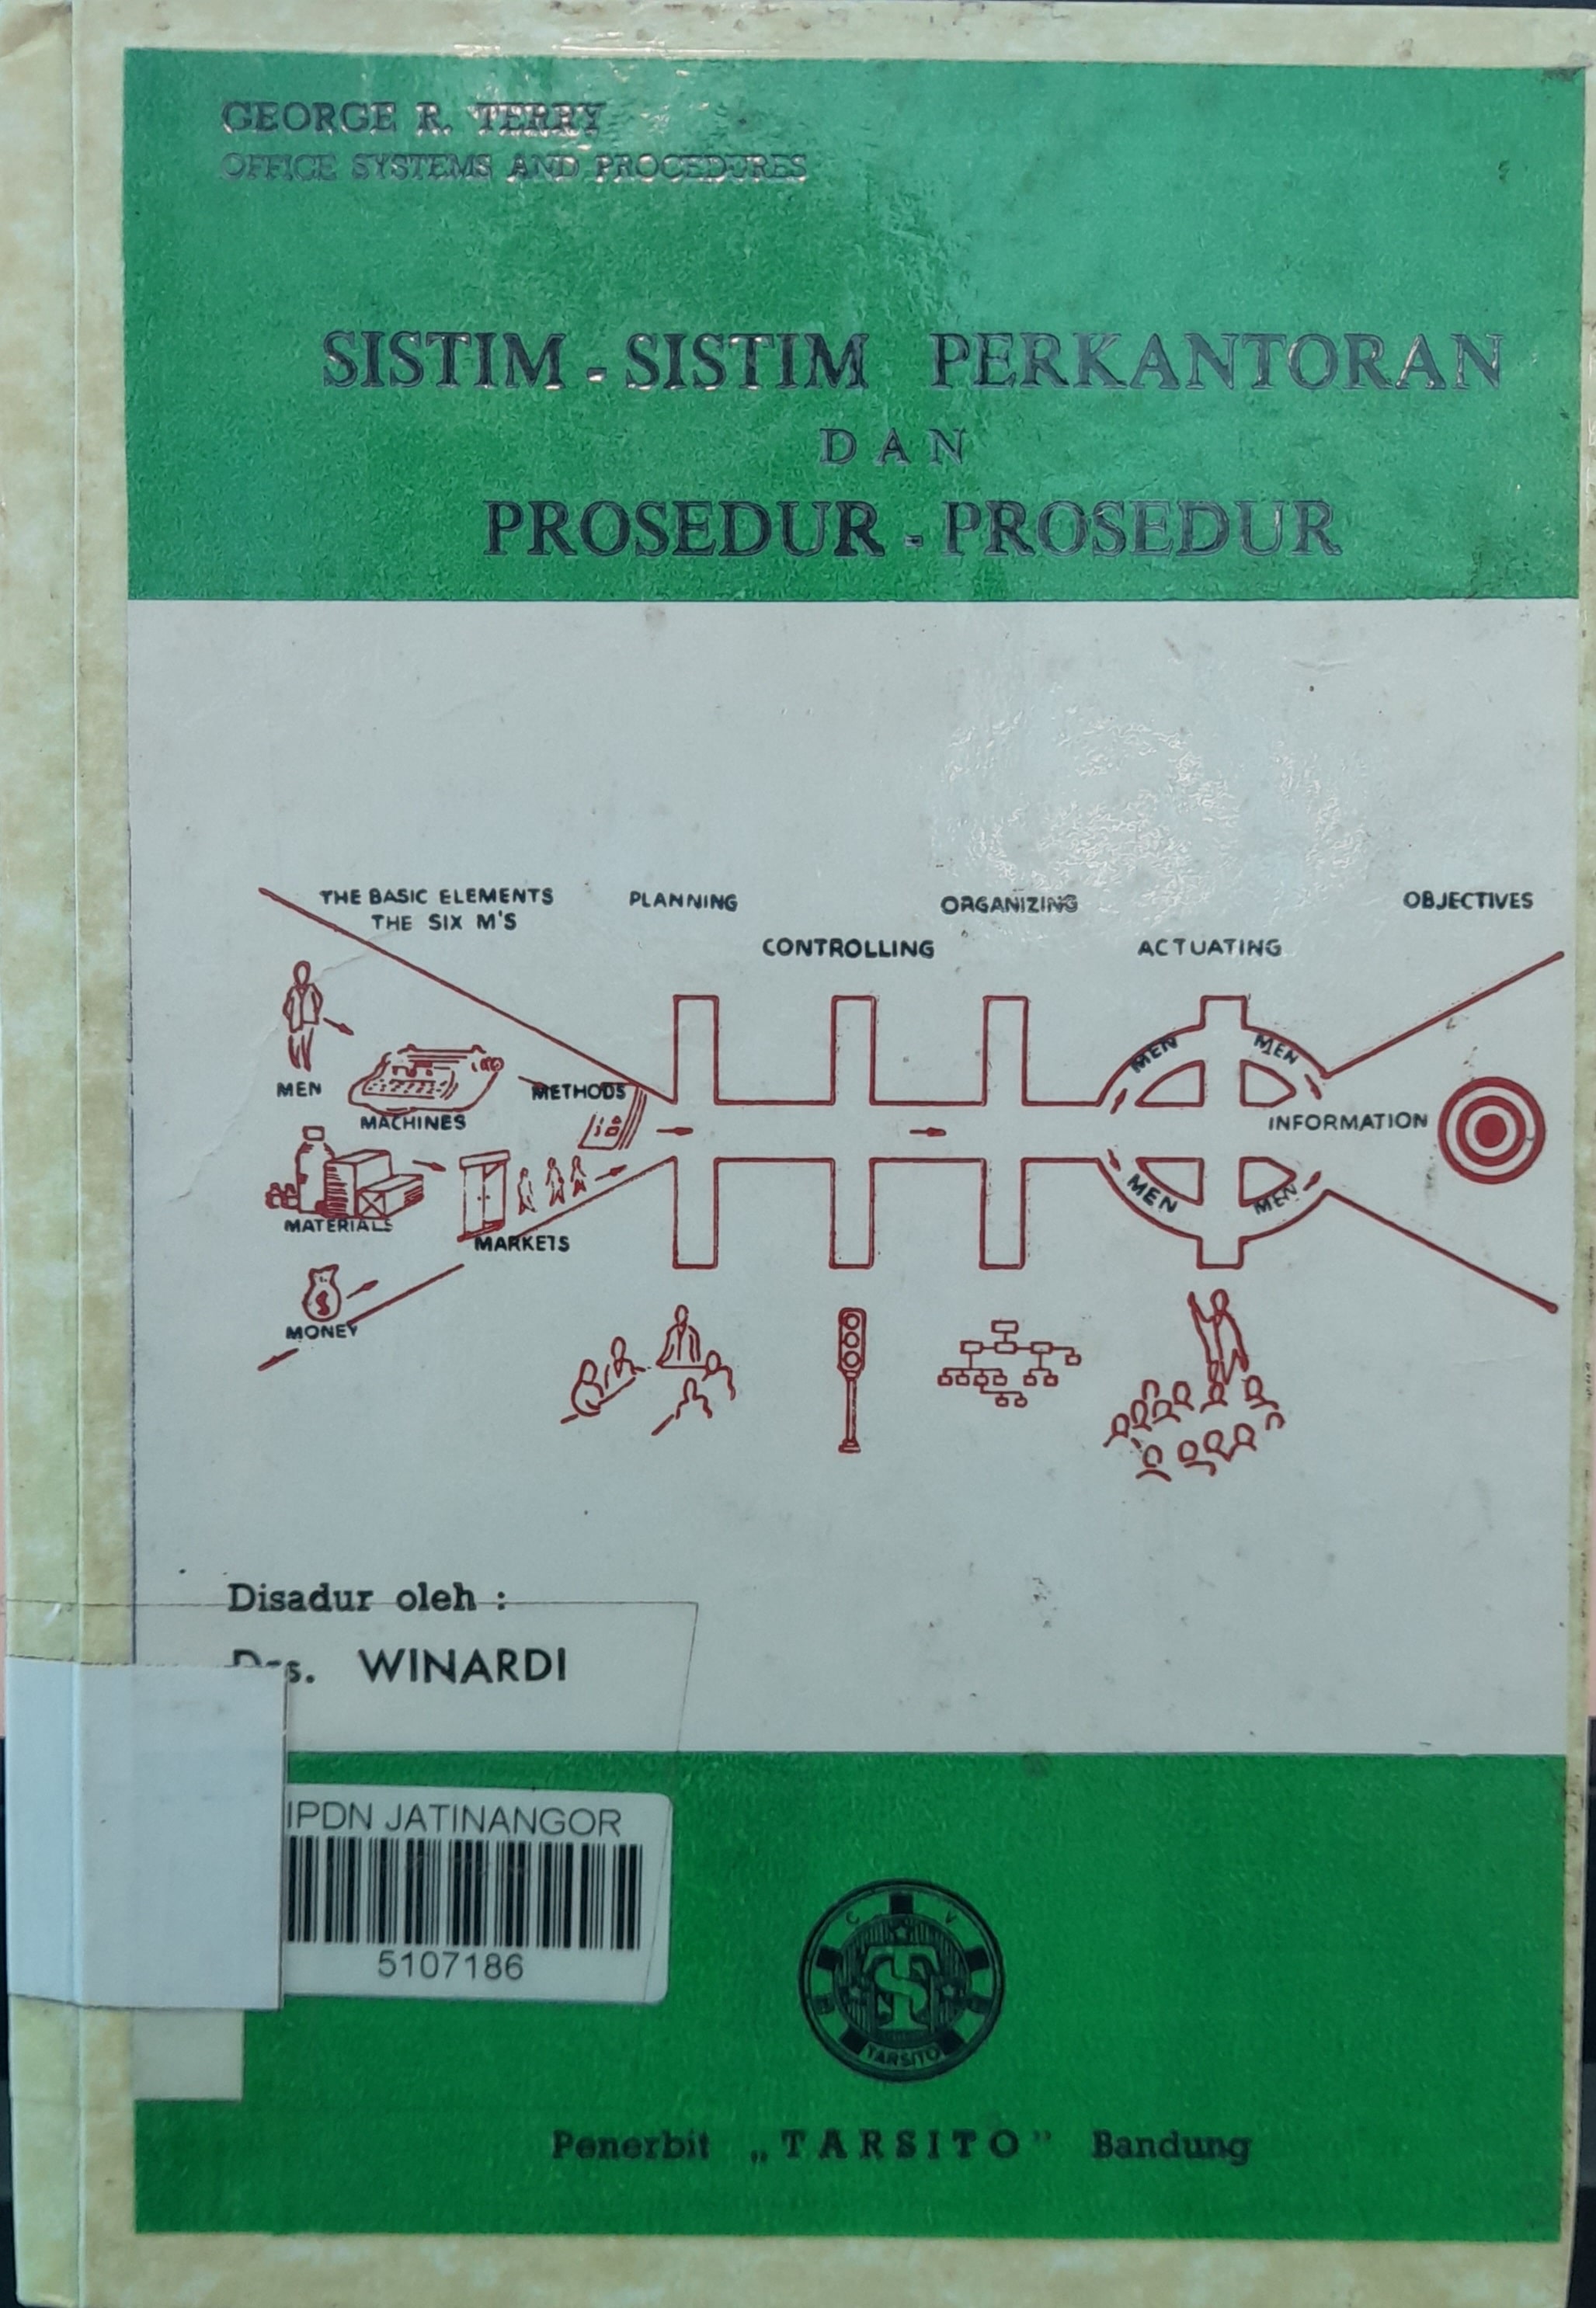 GEORGE R. TERRY
OFFICE SYSTEMS AND PROCEDURES
SISTIM - SISTIM PERKANTORAN
DAN
PROSEDUR - PROSEDUR
THE BASIC ELEMENTS
THE SIX M'S
PLANNING
CONTROLLING
ORGANIZING
ACTUATING
OBJECTIVES
MEN
MACHINES
METHODS
MATERIALS
MARKETS
MONEY
MEN
MEN
MEN
MEN
INFORMATION
Disadur oleh :
Drs. WINARDI
IPDN JATINANGOR
5107186
C V
TS
TARSITO
Penerbit „TARSITO” Bandung